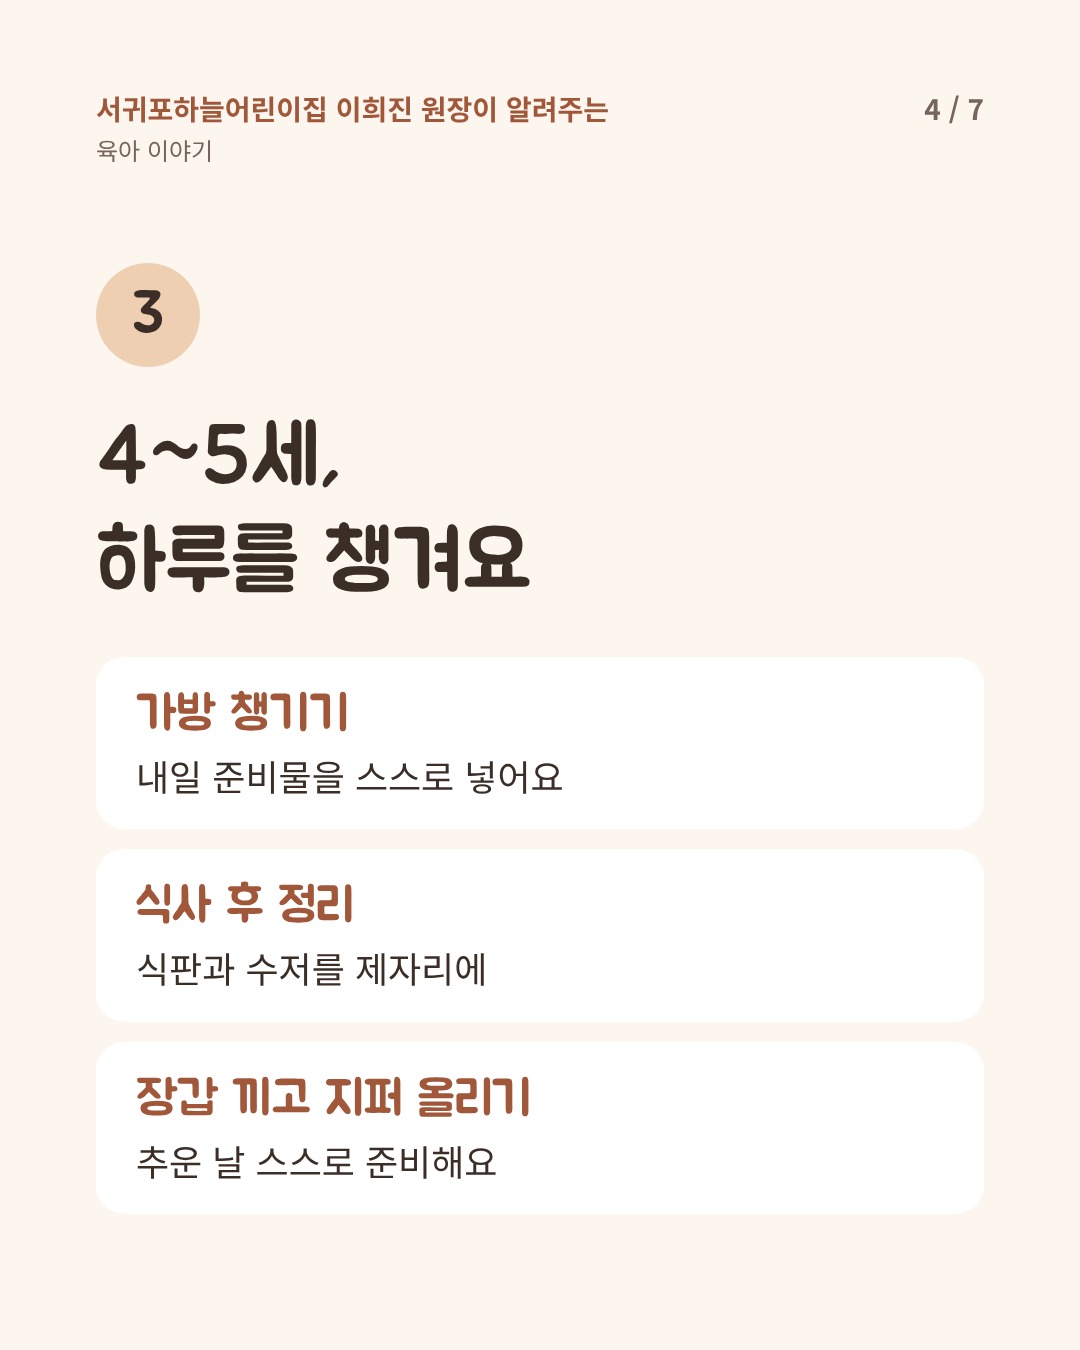 서귀포하늘어린이집 이희진 원장이 알려주는
4 / 7
육아 이야기
3
4~5세,
하루를 챙겨요
가방 챙기기
내일 준비물을 스스로 넣어요
식사 후 정리
식판과 수저를 제자리에
장갑 끼고 지퍼 올리기
추운 날 스스로 준비해요